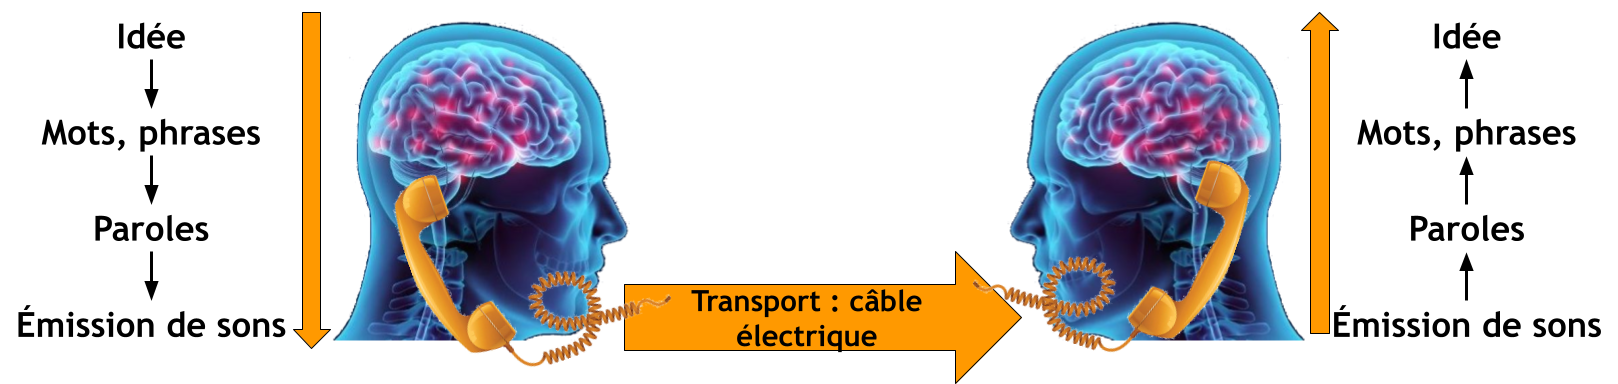 Idée
Mots, phrases
Paroles
Émission de sons
Transport : câble
électrique
Idée
Mots, phrases
Paroles
Émission de sons